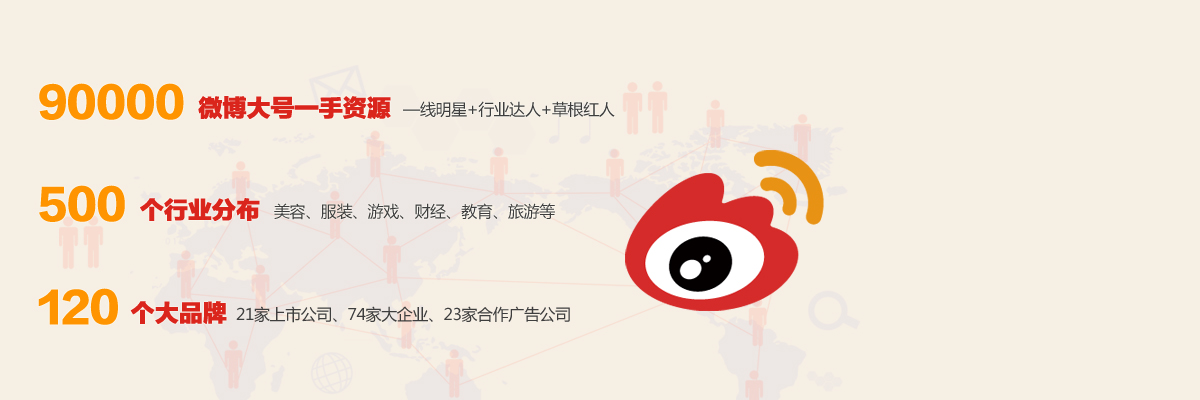 90000 微博大号一手资源 一线明星+行业达人+草根红人
500 个行业分布 美容、服装、游戏、财经、教育、旅游等
120 个大品牌 21家上市公司、74家大企业、23家合作广告公司